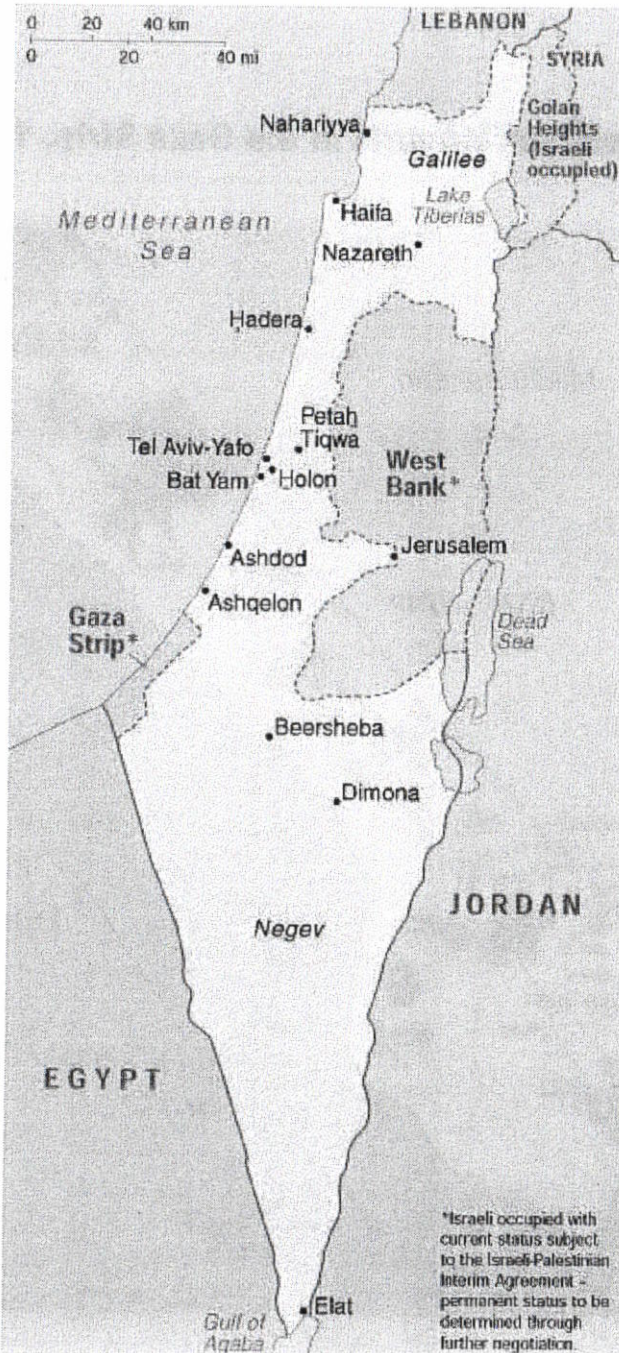 0 20 40 km
0 20 40 mi
LEBANON
SYRIA
Golan
Heights
(Israeli
occupied)
Nahariyya
Galilee
Lake
Tiberias
Haifa
Nazareth
Mediterranean
Sea
Hadera
Petah
Tiqwa
Tel Aviv-Yafo
Bat Yam
Holon
West
Bank*
Jerusalem
Ashdod
Ashqelon
Gaza
Strip*
Dead
Sea
Beersheba
Dimona
JORDAN
Negev
EGYPT
*Israeli occupied with
current status subject
to the Israeli-Palestinian
Interim Agreement -
permanent status to be
determined through
further negotiation.
Elat
Gulf of
Aqaba